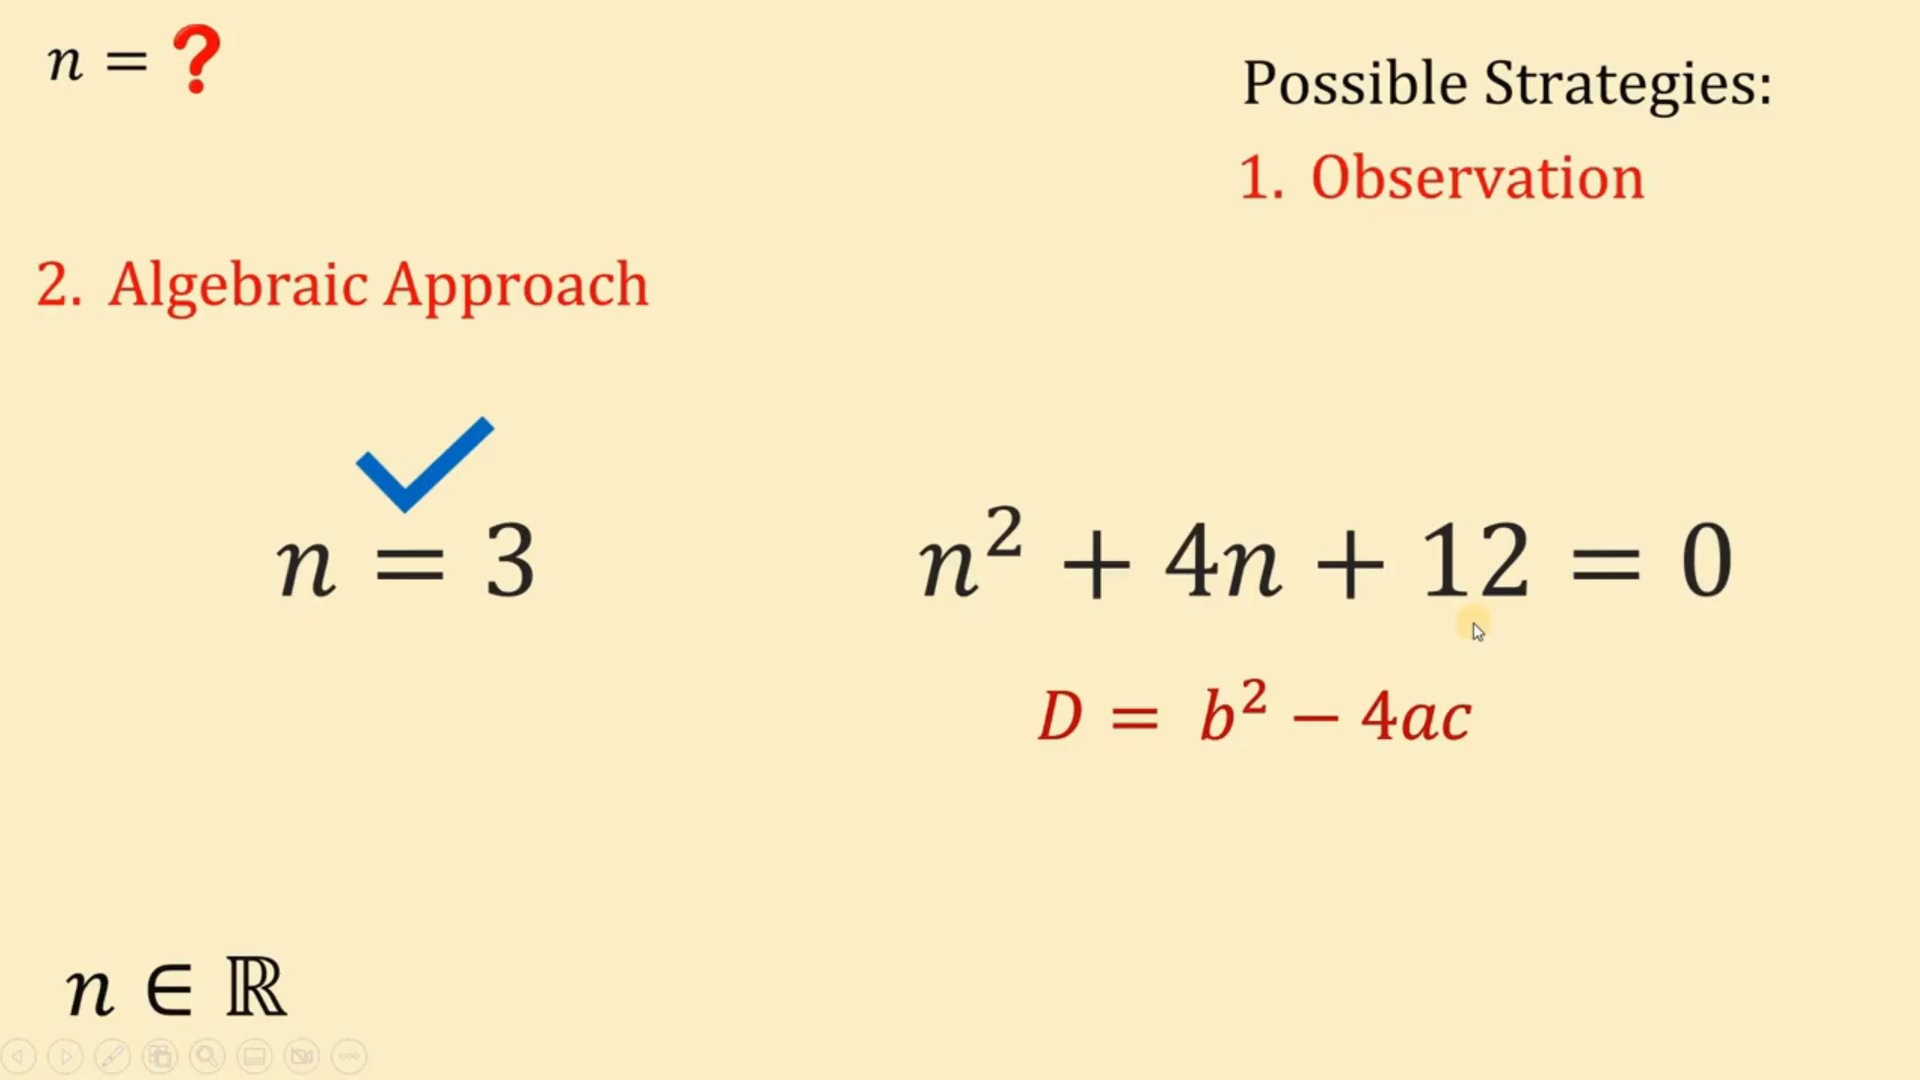 n = ❓
Possible Strategies:
1. Observation
2. Algebraic Approach
n = 3
n² + 4n + 12 = 0
D = b² − 4ac
n ∈ ℝ